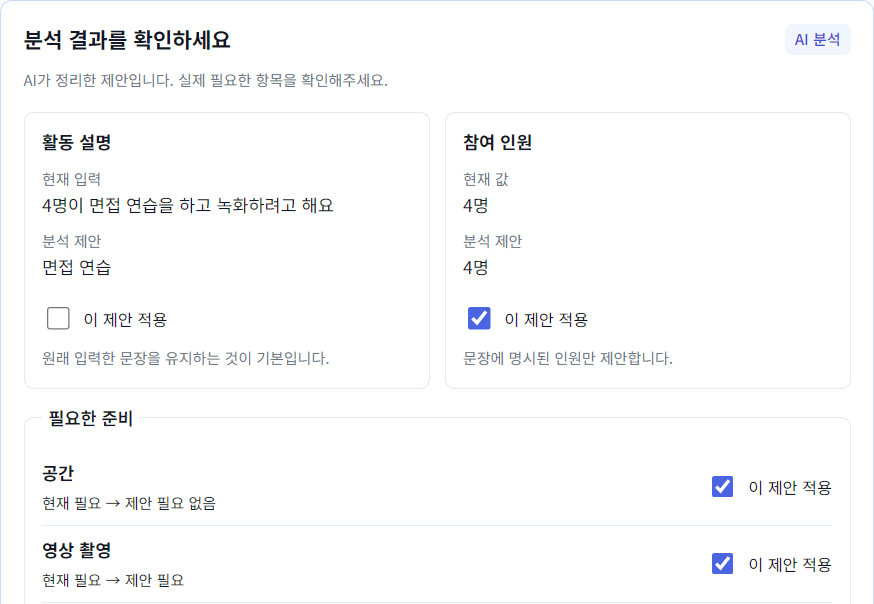 분석 결과를 확인하세요
AI 분석
AI가 정리한 제안입니다. 실제 필요한 항목을 확인해주세요.
활동 설명
현재 입력
4명이 면접 연습을 하고 녹화하려고 해요
분석 제안
면접 연습
이 제안 적용
원래 입력한 문장을 유지하는 것이 기본입니다.
참여 인원
현재 값
4명
분석 제안
4명
이 제안 적용
문장에 명시된 인원만 제안합니다.
필요한 준비
공간
현재 필요 → 제안 필요 없음
이 제안 적용
영상 촬영
현재 필요 → 제안 필요
이 제안 적용